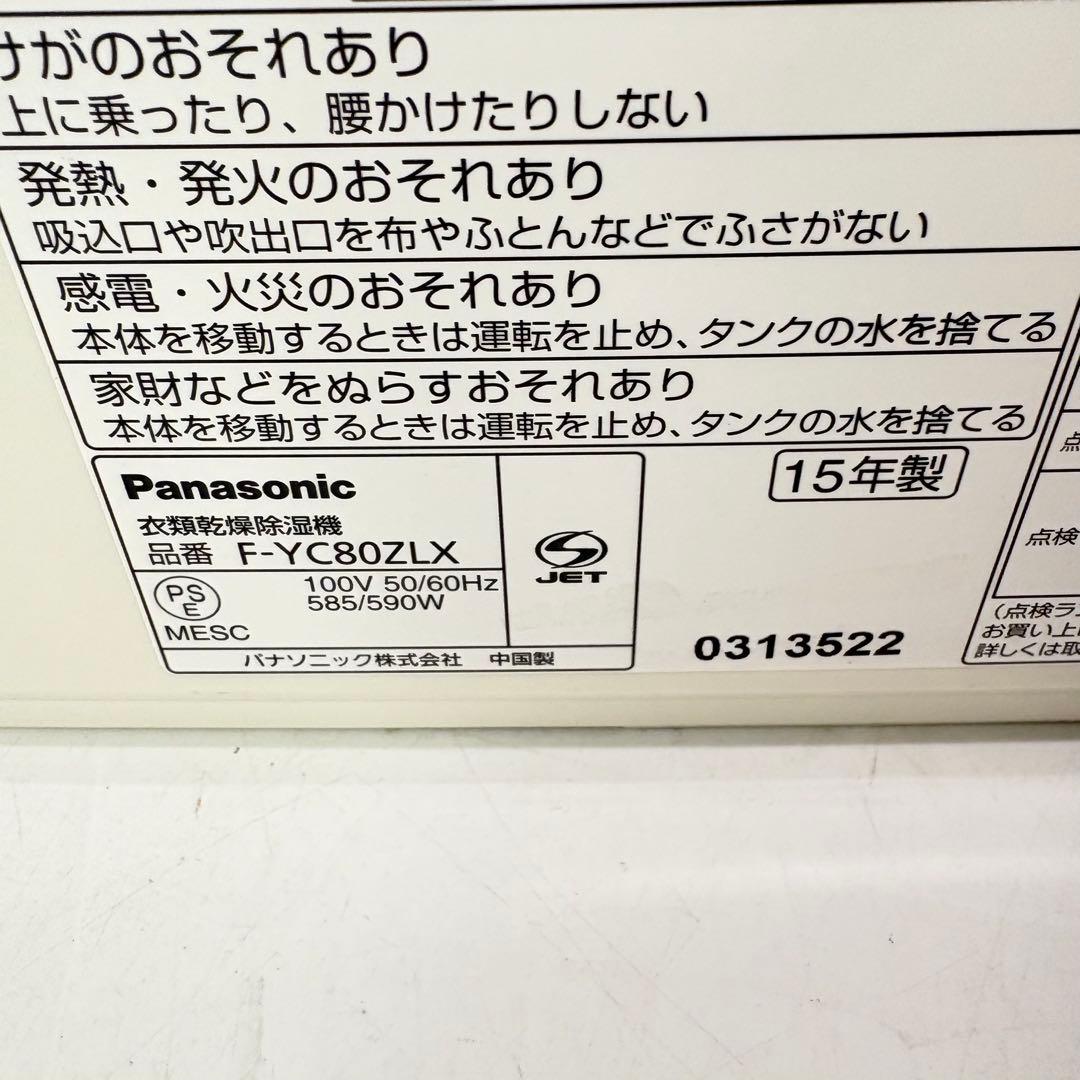 けがのおそれあり
上に乗ったり、腰かけたりしない
発熱・発火のおそれあり
吸込口や吹出口を布やふとんなどでふさがない
感電・火災のおそれあり
本体を移動するときは運転を止め、タンクの水を捨てる
家財などをぬらすおそれあり
本体を移動するときは運転を止め、タンクの水を捨てる
Panasonic
衣類乾燥除湿機
品番 F-YC80ZLX
PS
E
MESC
100V 50/60Hz
585/590W
JET
パナソニック株式会社 中国製
15年製
0313522
点
点検
(点検ラ
お買い上
詳しくは取